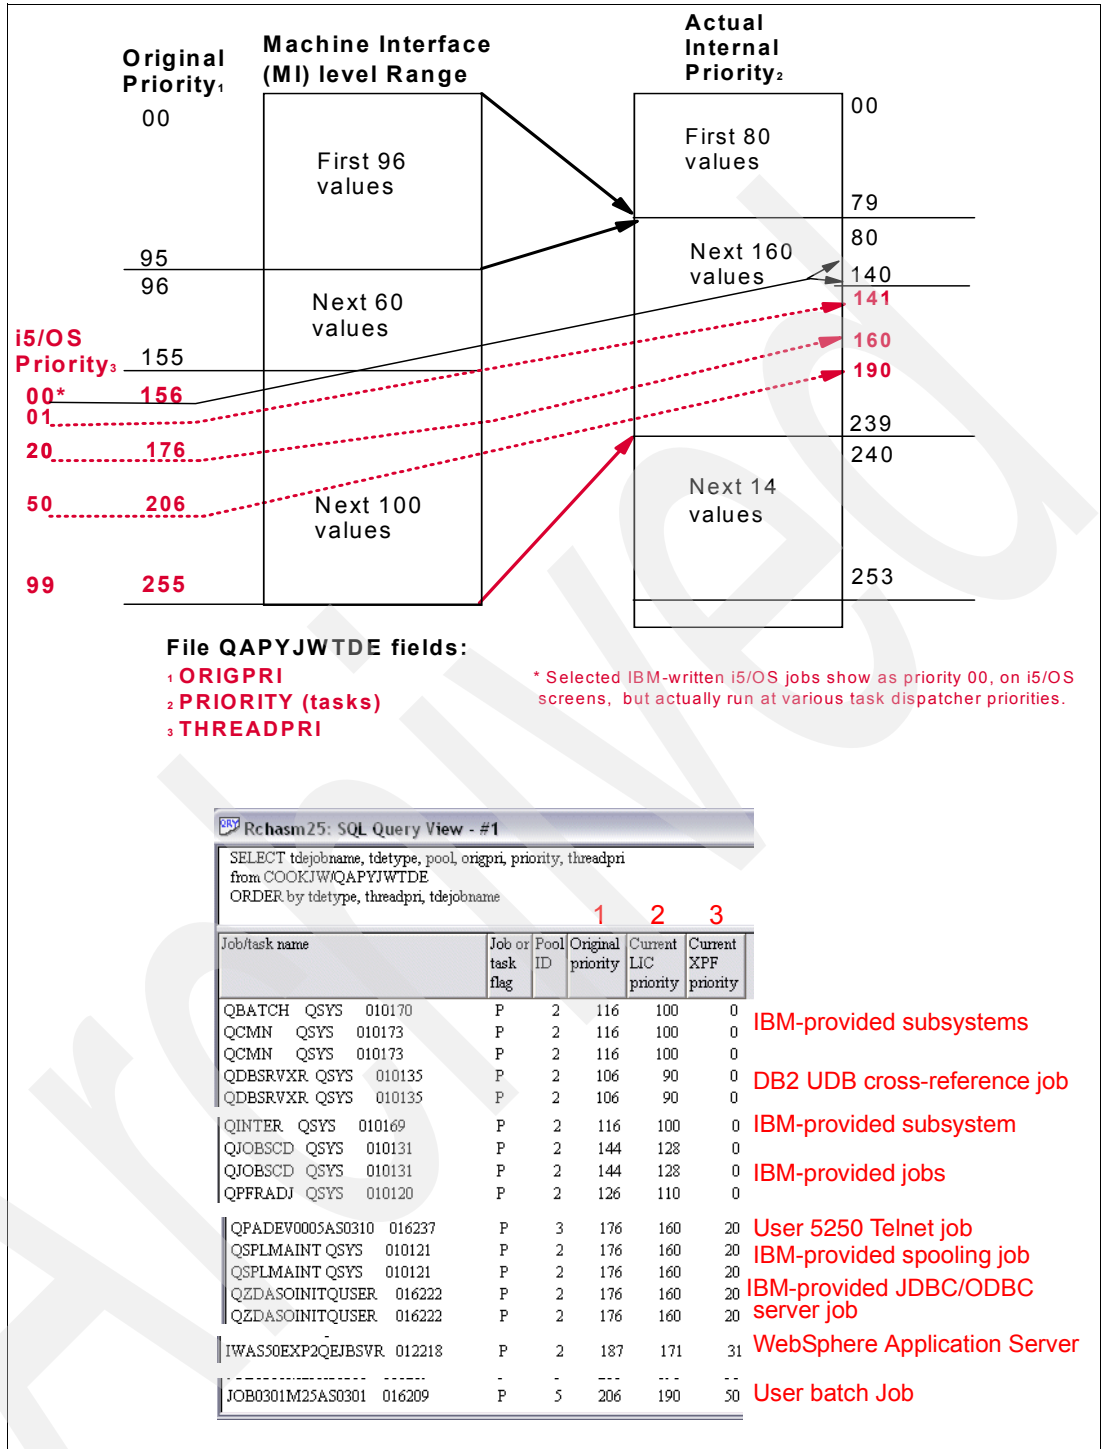 Original
Priority1
Machine Interface
(MI) level Range
Actual
Internal
Priority2
00
00
First 96
values
First 80
values
79
80
95
96
Next 160
values
140
141
Next 60
values
i5/OS
Priority3
155
160
00*
156
190
01
20
176
239
240
50
206
Next 100
values
Next 14
values
99
255
253
File QAPYJWTDE fields:
1 ORIGPRI
2 PRIORITY (tasks)
3 THREADPRI
* Selected IBM-written i5/OS jobs show as priority 00, on i5/OS
screens, but actually run at various task dispatcher priorities.
QRY Rchasm25: SQL Query View - #1
SELECT tdejobname, tdetype, pool, origpri, priority, threadpri
from COOKJW/QAPYJWTDE
ORDER by tdetype, threadpri, tdejobname
1 2 3
Job/task name Job or task flag Pool ID Original priority Current LIC priority Current XPF priority
QBATCH QSYS 010170 P 2 116 100 0
QCMN QSYS 010173 P 2 116 100 0 IBM-provided subsystems
QCMN QSYS 010173 P 2 116 100 0
QDBSRVXR QSYS 010135 P 2 106 90 0 DB2 UDB cross-reference job
QDBSRVXR QSYS 010135 P 2 106 90 0
QINTER QSYS 010169 P 2 116 100 0 IBM-provided subsystem
QJOBSCD QSYS 010131 P 2 144 128 0
QJOBSCD QSYS 010131 P 2 144 128 0 IBM-provided jobs
QPFRADJ QSYS 010120 P 2 126 110 0
QPADEV0005AS0310 016237 P 3 176 160 20 User 5250 Telnet job
QSPLMAINT QSYS 010121 P 2 176 160 20 IBM-provided spooling job
QSPLMAINT QSYS 010121 P 2 176 160 20
QZDASOINITQUSER 016222 P 2 176 160 20 IBM-provided JDBC/ODBC
QZDASOINITQUSER 016222 P 2 176 160 20 server job
IWAS50EXP2QEJBSVR 012218 P 2 187 171 31 WebSphere Application Server
JOB0301M25AS0301 016209 P 5 206 190 50 User batch Job
Archived